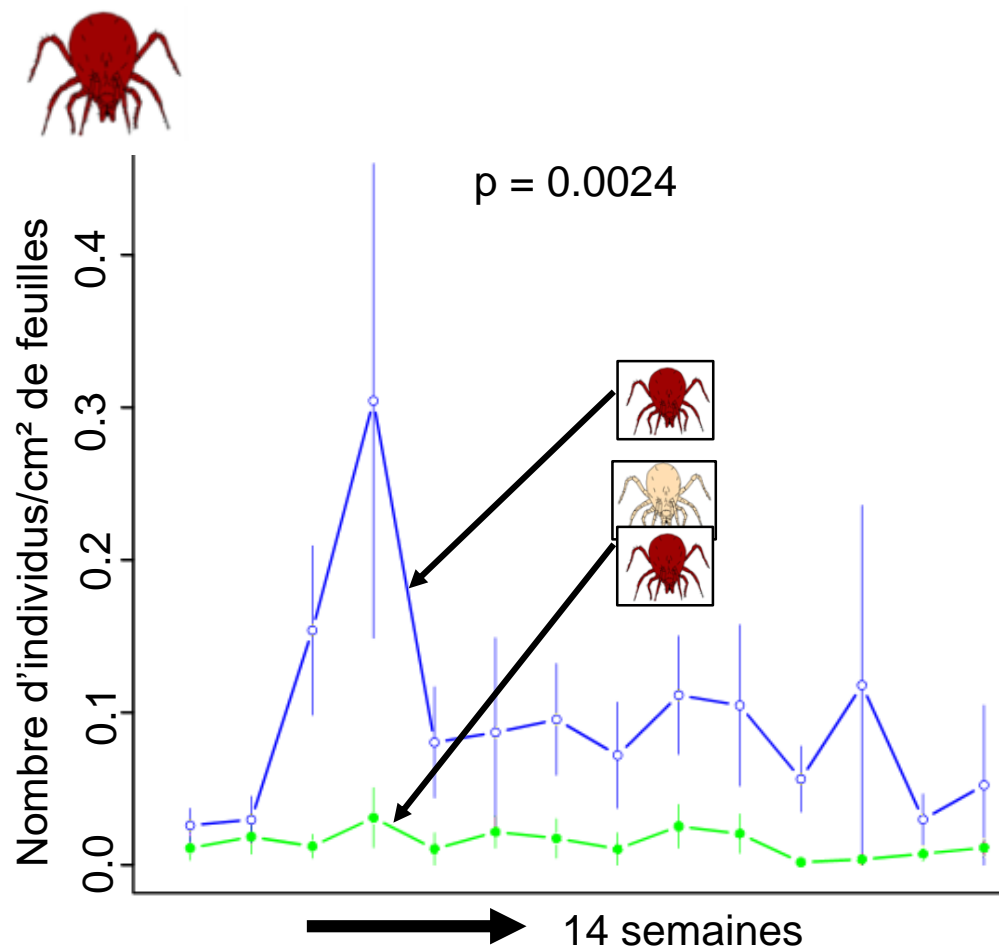 p = 0.0024
Nombre d'individus/cm² de feuilles
0.4
0.3
0.2
0.1
0.0
14 semaines